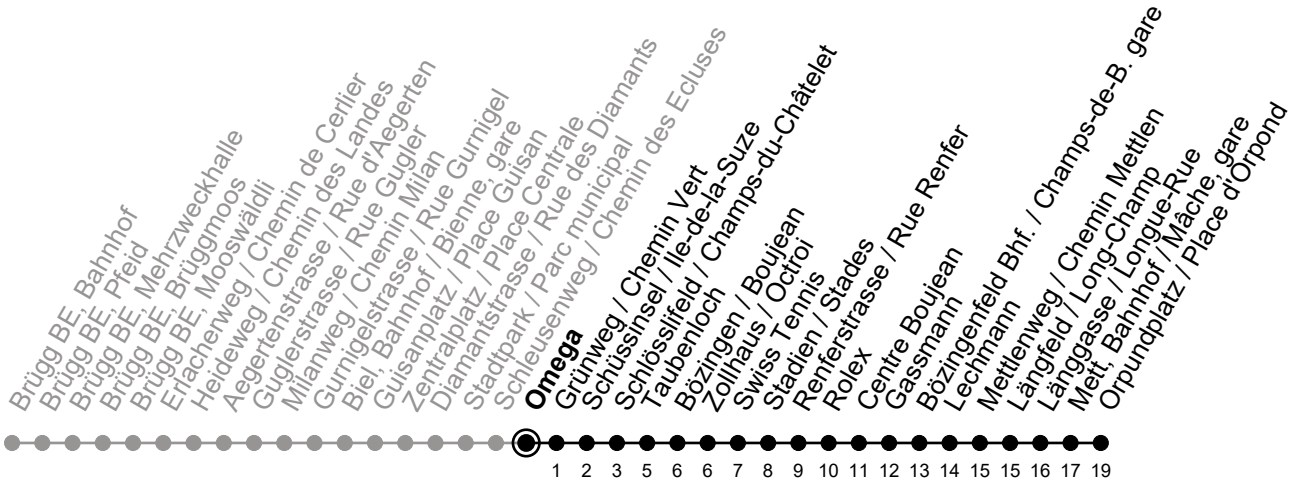 Brügg BE, Bahnhof
Brügg BE, Pfeid
Brügg BE, Mehrzweckhalle
Brügg BE, Brüggmoos
Brügg BE, Mooswäldli
Erlacherweg / Chemin de Cerlier
Heideweg / Chemin des Landes
Aegertenstrasse / Rue d'Aegerten
Guglerstrasse / Rue Gugler
Milanweg / Chemin Milan
Gurnigelstrasse / Rue Gurnigel
Biel, Bahnhof / Bienne, gare
Guisanplatz / Place Guisan
Zentralplatz / Place Centrale
Diamantstrasse / Rue des Diamants
Stadtpark / Parc municipal
Schleusenweg / Chemin des Ecluses
Omega
Grünweg / Chemin Vert
Schüssinsel / Ile-de-la-Suze
Schlösslifeld / Champs-du-Châtelet
Taubenloch
Bözingen / Boujean
Zollhaus / Octroi
Swiss Tennis
Stadien / Stades
Renferstrasse / Rue Renfer
Rolex
Centre Boujean
Gassmann
Bözingenfeld Bhf. / Champs-de-B. gare
Lechmann
Mettlenweg / Chemin Mettlen
Längfeld / Long-Champ
Länggasse / Longue-Rue
Mett, Bahnhof / Mâche, gare
Orpundplatz / Place d'Orpond
1 2 3 5 6 6 7 8 9 10 11 12 13 14 15 15 16 17 19